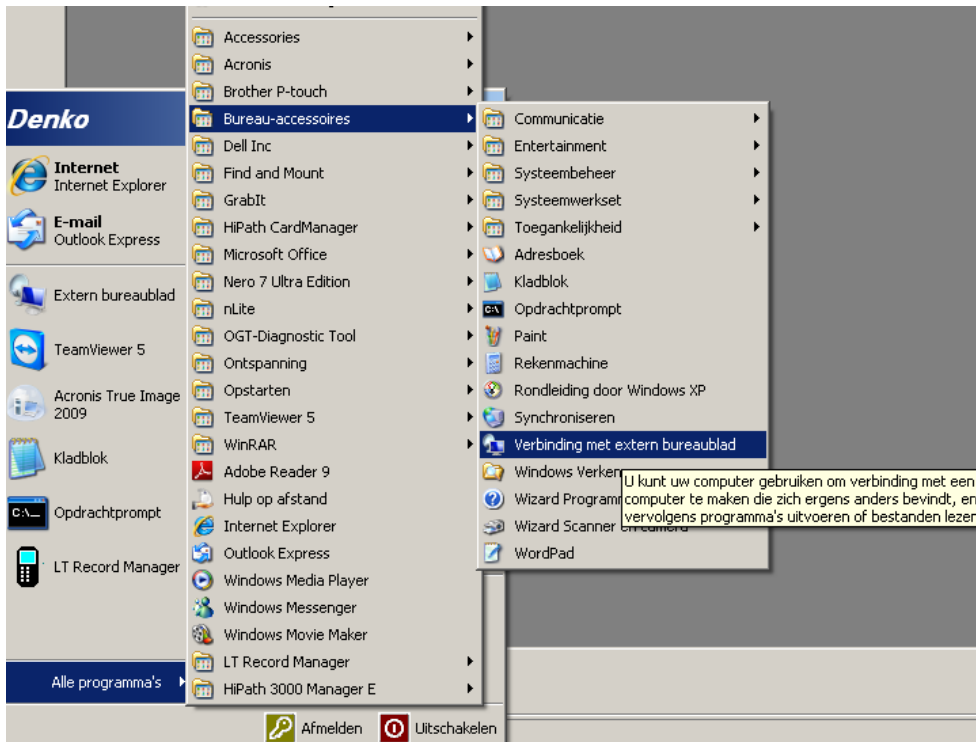 Denko
Internet
Internet Explorer
E-mail
Outlook Express
Extern bureaublad
TeamViewer 5
Acronis True Image
2009
Kladblok
Opdrachtprompt
LT Record Manager
Alle programma's
Accessories
Acronis
Brother P-touch
Bureau-accessoires
Dell Inc
Find and Mount
GrabIt
HiPath CardManager
Microsoft Office
Nero 7 Ultra Edition
nLite
OGT-Diagnostic Tool
Ontspanning
Opstarten
TeamViewer 5
WinRAR
Adobe Reader 9
Hulp op afstand
Internet Explorer
Outlook Express
Windows Media Player
Windows Messenger
Windows Movie Maker
LT Record Manager
HiPath 3000 Manager E
Communicatie
Entertainment
Systeembeheer
Systeemwerkset
Toegankelijkheid
Adresboek
Kladblok
Opdrachtprompt
Paint
Rekenmachine
Rondleiding door Windows XP
Synchroniseren
Verbinding met extern bureaublad
Windows Verken
Wizard Programm
Wizard Scanner en camera
WordPad
U kunt uw computer gebruiken om verbinding met een
computer te maken die zich ergens anders bevindt, en
vervolgens programma's uitvoeren of bestanden lezen
Afmelden
Uitschakelen